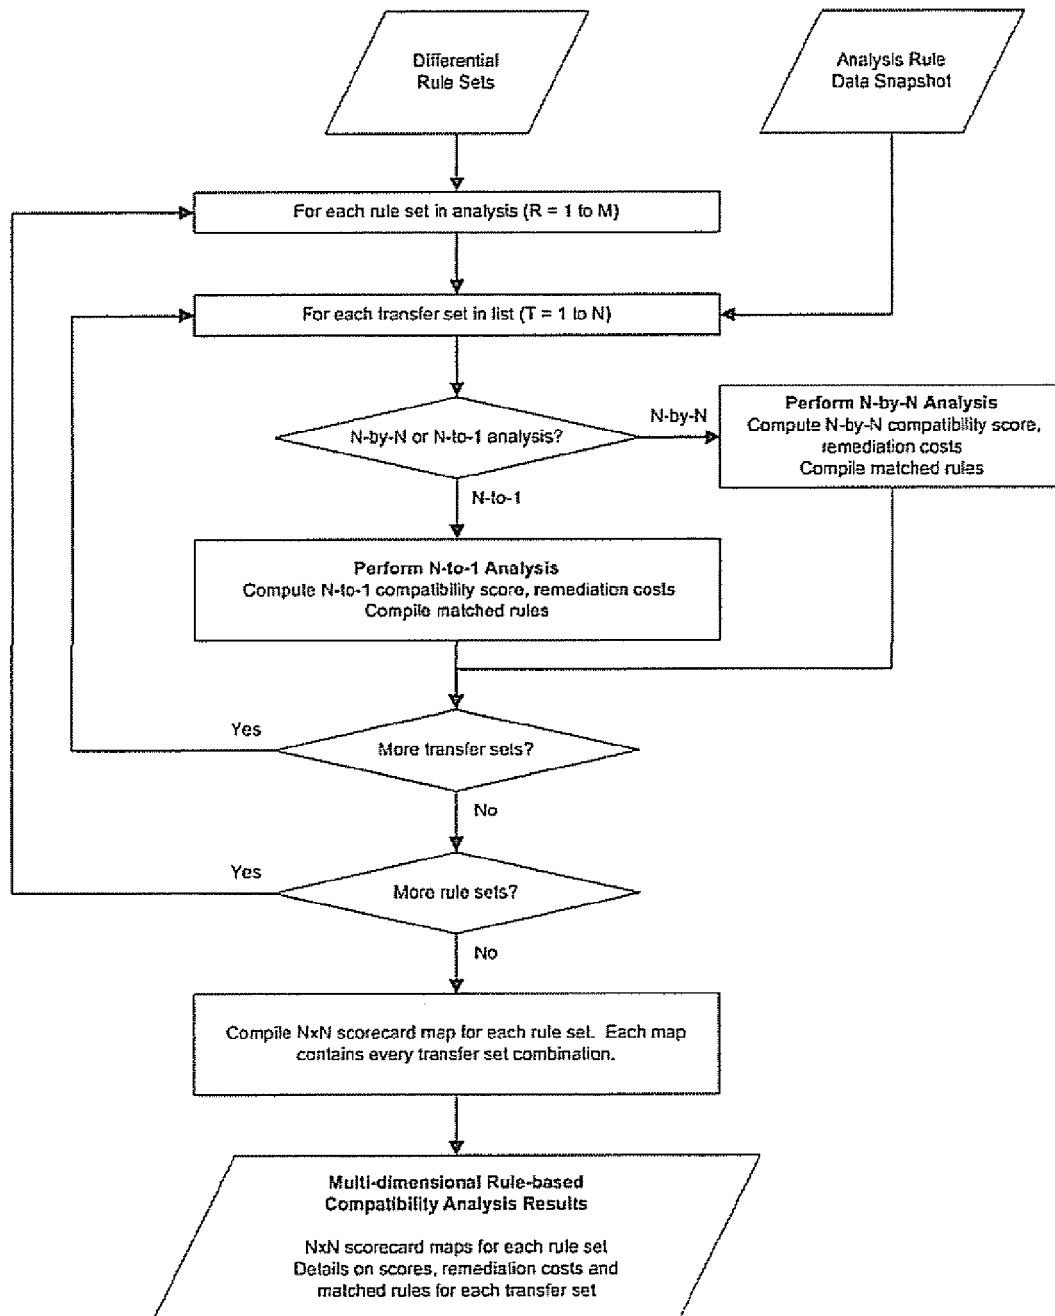 Differential
Rule Sets
Analysis Rule
Data Snapshot
For each rule set in analysis (R = 1 to M)
For each transfer set in list (T = 1 to N)
N-by-N or N-to-1 analysis?
N-by-N
Perform N-by-N Analysis
Compute N-by-N compatibility score,
remediation costs
Compile matched rules
N-to-1
Perform N-to-1 Analysis
Compute N-to-1 compatibility score, remediation costs
Compile matched rules
Yes
More transfer sets?
No
Yes
More rule sets?
No
Compile NxN scorecard map for each rule set. Each map
contains every transfer set combination.
Multi-dimensional Rule-based
Compatibility Analysis Results
NxN scorecard maps for each rule set
Details on scores, remediation costs and
matched rules for each transfer set